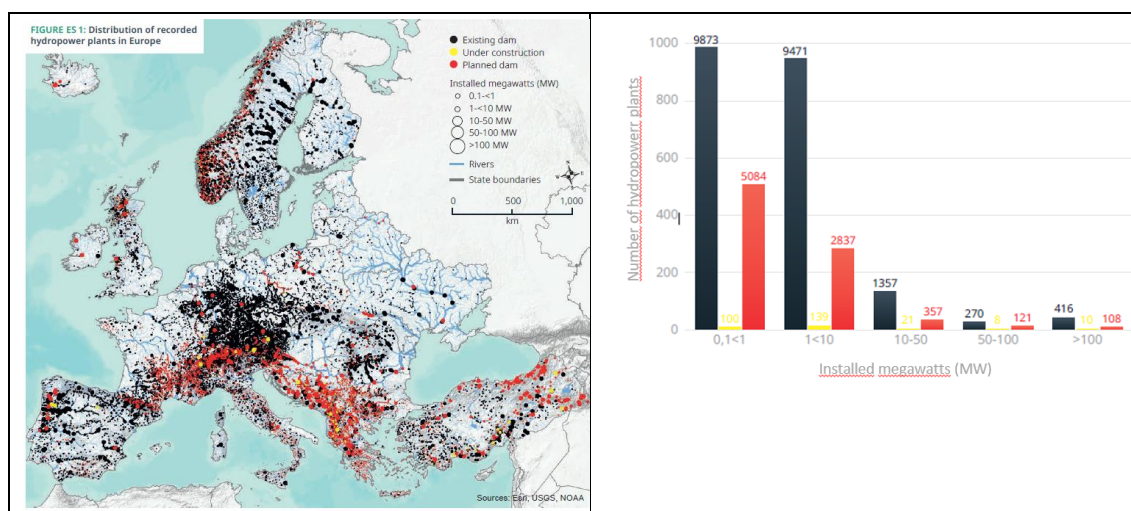 FIGURE ES 1: Distribution of recorded
hydropower plants in Europe
Existing dam
Under construction
Planned dam
Installed megawatts (MW)
0.1-<1
1-<10 MW
10-50 MW
50-100 MW
>100 MW
Rivers
State boundaries
0 500 1,000
km
Sources: Esri, USGS, NOAA
Number of hydropowerr plants
1000
800
600
400
200
0
9873
100
5084
9471
139
2837
1357
21
357
270
8
121
416
10
108
0,1<1
1<10
10-50
50-100
>100
Installed megawatts (MW)